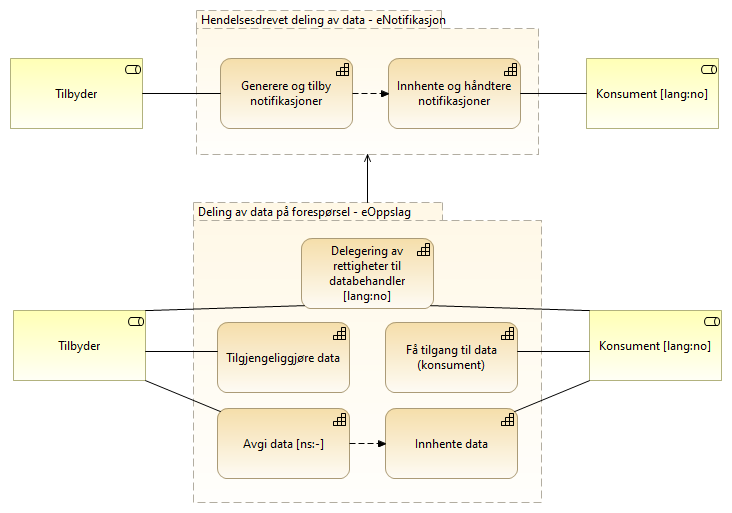 Hendelsesdrevet deling av data - eNotifikasjon
Tilbyder
Generere og tilby
notifikasjoner
Innhente og håndtere
notifikasjoner
Konsument [lang:no]
Deling av data på forespørsel - eOppslag
Delegering av
rettigheter til
databehandler
[lang:no]
Tilbyder
Tilgjengeliggjøre data
Få tilgang til data
(konsument)
Konsument [lang:no]
Avgi data [ns:-]
Innhente data